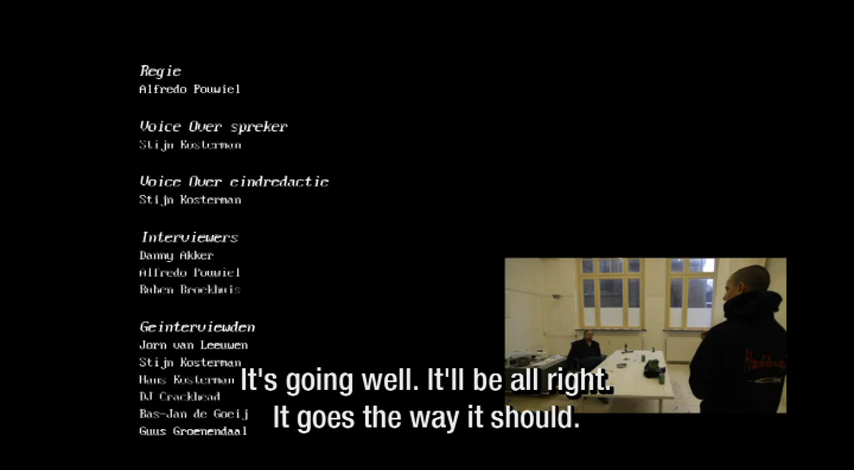 Regie
Alfredo Pouwiel
Voice Over spreker
Stijn Kosterman
Voice Over eindredactie
Stijn Kosterman
Interviewers
Danny Akker
Alfredo Pouwiel
Ruben Broekhuis
Geinterviewden
Jorn van Leeuwen
Stijn Kosterman
Hans Kosterman
DJ Crackhead
Bas-Jan de Goeij
Guus Groenendaal
It's going well. It'll be all right.
It goes the way it should.